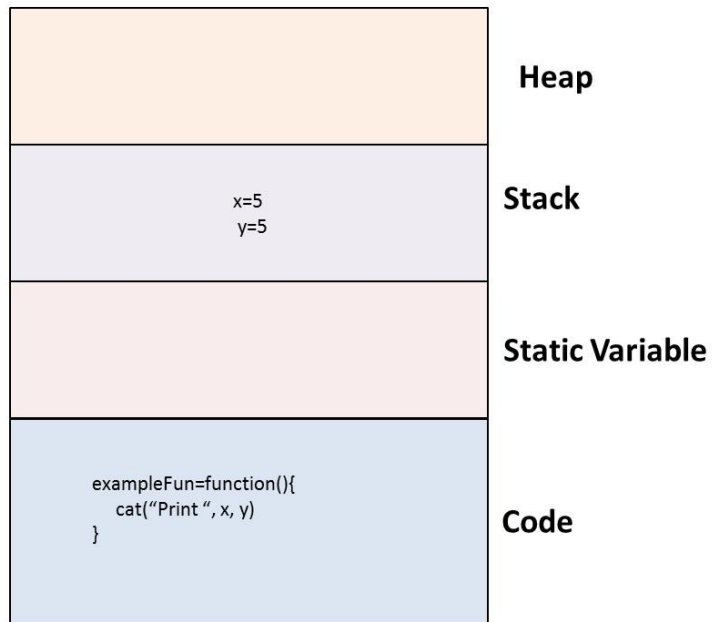 Heap
x=5
y=5
Stack
Static Variable
exampleFun=function(){
cat(“Print “, x, y)
}
Code